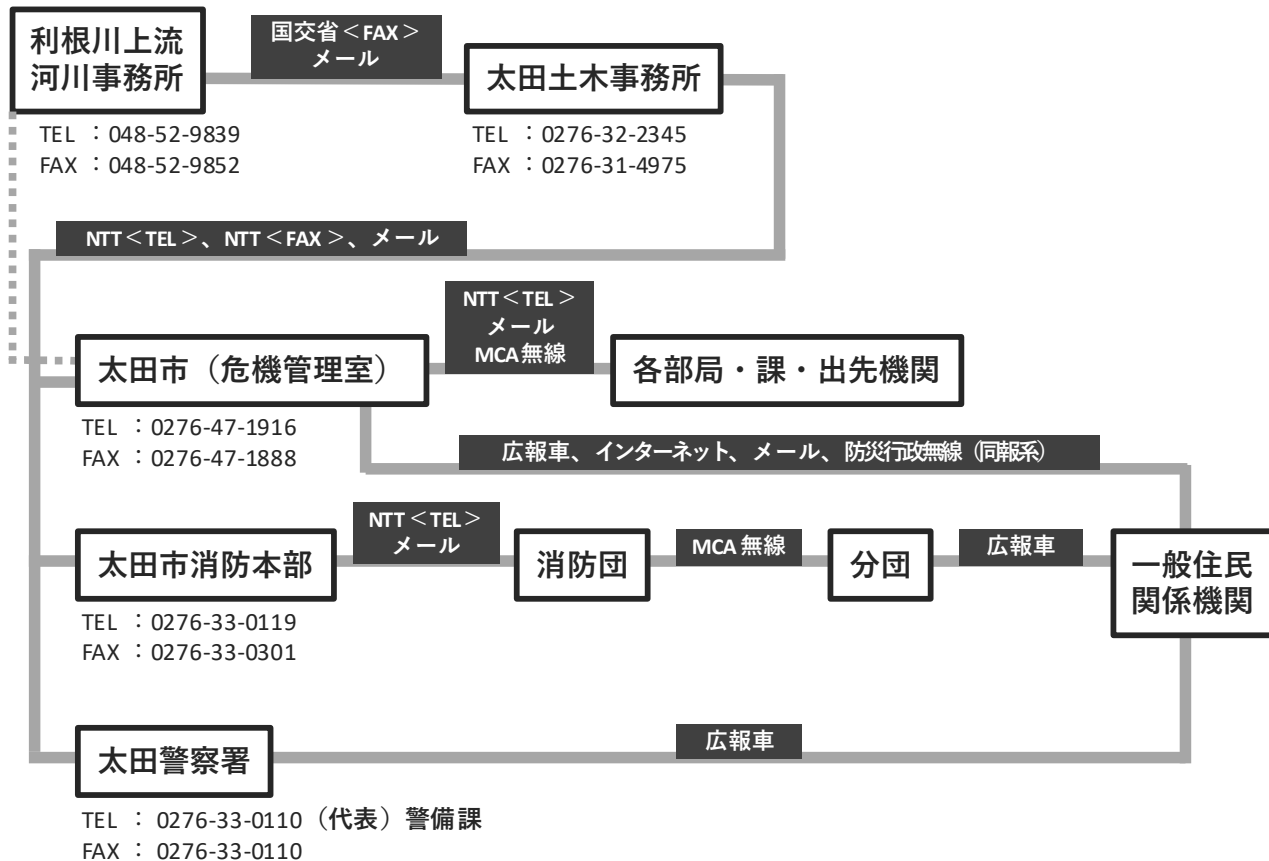 利根川上流
河川事務所
国交省＜FAX＞
メール
太田土木事務所
TEL ：048-52-9839
FAX ：048-52-9852
TEL ：0276-32-2345
FAX ：0276-31-4975
NTT＜TEL＞、NTT＜FAX＞、メール
太田市（危機管理室）
NTT＜TEL＞
メール
MCA無線
各部局・課・出先機関
TEL ：0276-47-1916
FAX ：0276-47-1888
広報車、インターネット、メール、防災行政無線（同報系）
太田市消防本部
NTT＜TEL＞
メール
消防団
MCA無線
分団
広報車
一般住民
関係機関
TEL ：0276-33-0119
FAX ：0276-33-0301
太田警察署
広報車
TEL ： 0276-33-0110（代表）警備課
FAX ： 0276-33-0110